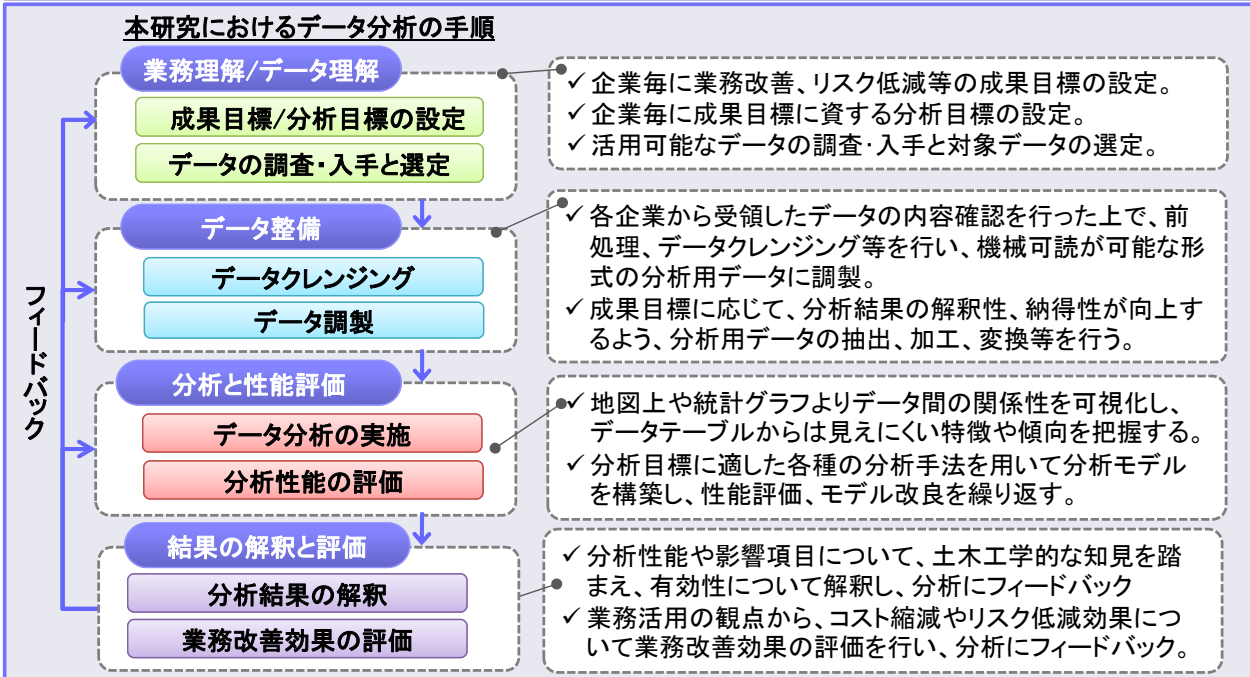 本研究におけるデータ分析の手順
業務理解/データ理解
成果目標/分析目標の設定
データの調査・入手と選定
✓ 企業毎に業務改善、リスク低減等の成果目標の設定。
✓ 企業毎に成果目標に資する分析目標の設定。
✓ 活用可能なデータの調査・入手と対象データの選定。
データ整備
データクレンジング
データ調製
✓ 各企業から受領したデータの内容確認を行った上で、前
処理、データクレンジング等を行い、機械可読が可能な形
式の分析用データに調製。
✓ 成果目標に応じて、分析結果の解釈性、納得性が向上す
るよう、分析用データの抽出、加工、変換等を行う。
フィードバック
分析と性能評価
データ分析の実施
分析性能の評価
✓ 地図上や統計グラフよりデータ間の関係性を可視化し、
データテーブルからは見えにくい特徴や傾向を把握する。
✓ 分析目標に適した各種の分析手法を用いて分析モデル
を構築し、性能評価、モデル改良を繰り返す。
結果の解釈と評価
分析結果の解釈
業務改善効果の評価
✓ 分析性能や影響項目について、土木工学的な知見を踏
まえ、有効性について解釈し、分析にフィードバック
✓ 業務活用の観点から、コスト縮減やリスク低減効果につ
いて業務改善効果の評価を行い、分析にフィードバック。